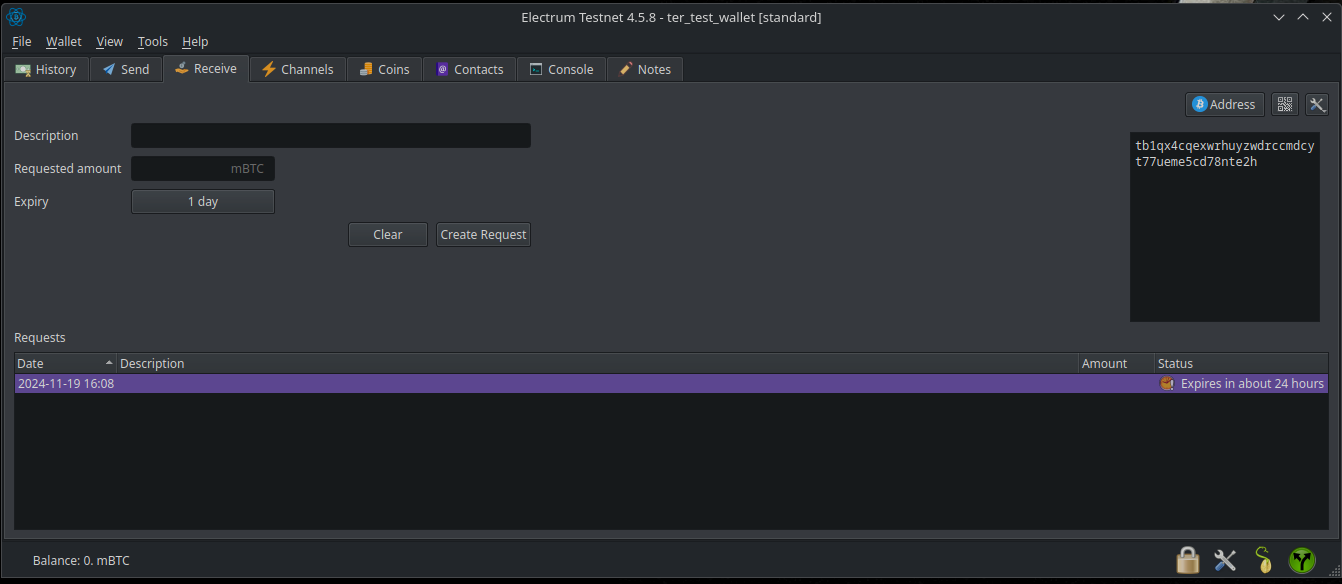 Electrum Testnet 4.5.8 - ter_test_wallet [standard]
File Wallet View Tools Help
History Send Receive Channels Coins Contacts Console Notes
Address
Description
tb1qx4cqexwrhuyzwdrccmdcy
t77ueme5cd78nte2h
Requested amount mBTC
Expiry 1 day
Clear Create Request
Requests
Date Description Amount Status
2024-11-19 16:08 Expires in about 24 hours
Balance: 0. mBTC